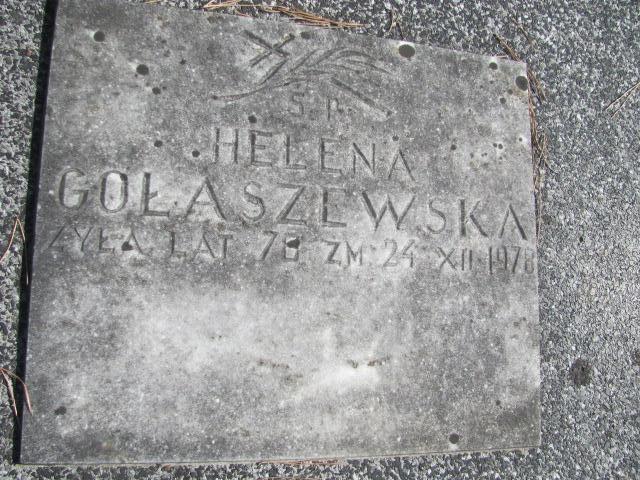 Ś.P.
HELENA
GOŁASZEWSKA
ŻYŁA LAT 78 ZM 24 XII 1978